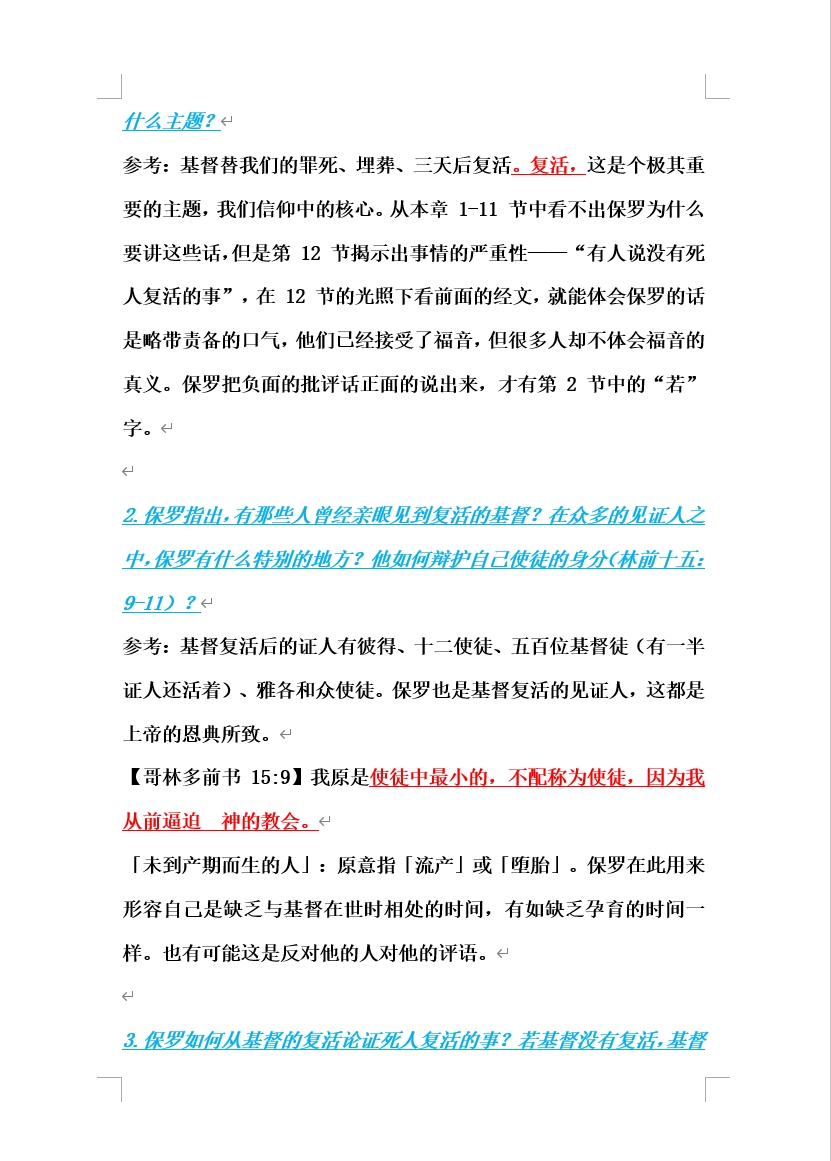 什么主题？
参考：基督替我们的罪死、埋葬、三天后复活。复活，这是个极其重
要的主题，我们信仰中的核心。从本章 1-11 节中看不出保罗为什么
要讲这些话，但是第 12 节揭示出事情的严重性——“有人说没有死
人复活的事”，在 12 节的光照下看前面的经文，就能体会保罗的话
是略带责备的口气，他们已经接受了福音，但很多人却不体会福音的
真义。保罗把负面的批评话正面的说出来，才有第 2 节中的“若”
字。
2.保罗指出，有那些人曾经亲眼见到复活的基督？在众多的见证人之
中，保罗有什么特别的地方？他如何辩护自己使徒的身分（林前十五：
9-11）？
参考：基督复活后的证人有彼得、十二使徒、五百位基督徒（有一半
证人还活着）、雅各和众使徒。保罗也是基督复活的见证人，这都是
上帝的恩典所致。
【哥林多前书 15:9】我原是使徒中最小的，不配称为使徒，因为我
从前逼迫　神的教会。
「未到产期而生的人」：原意指「流产」或「堕胎」。保罗在此用来
形容自己是缺乏与基督在世时相处的时间，有如缺乏孕育的时间一
样。也有可能这是反对他的人对他的评语。
3.保罗如何从基督的复活论证死人复活的事？若基督没有复活，基督